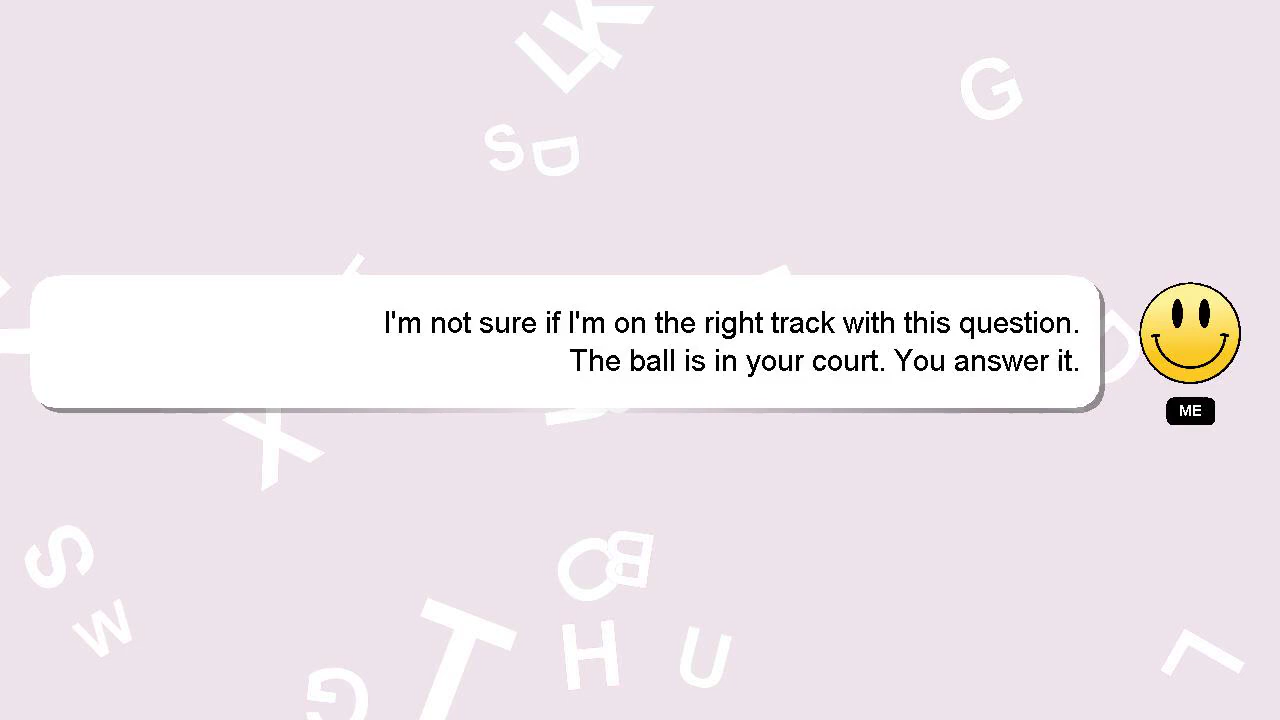 I'm not sure if I'm on the right track with this question.
The ball is in your court. You answer it.
ME
L
K
G
S
D
D
X
S
W
C
B
T
H
U
G
L